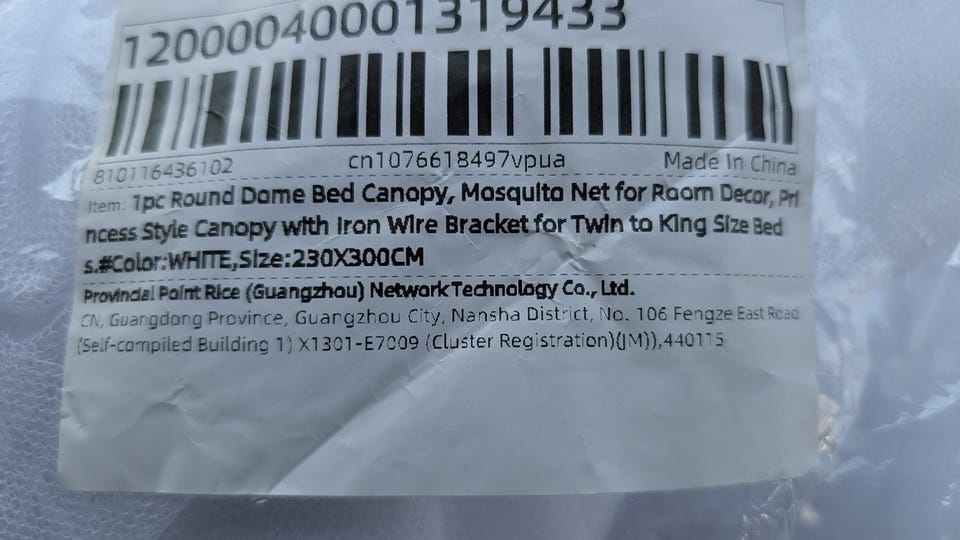 12000040001319433
810116436102 cn1076618497vpua Made In China
Item: 1pc Round Dome Bed Canopy, Mosquito Net for Room Decor, Pri
ncess Style Canopy with Iron Wire Bracket for Twin to King Size Bed
s.#Color:WHITE,Size:230X300CM
Provincial Point Rice (Guangzhou) Network Technology Co., Ltd.
CN, Guangdong Province, Guangzhou City, Nansha District, No. 106 Fengze East Road
(Self-compiled Building 1) X1301-E7009 (Cluster Registration)(JM)),440115